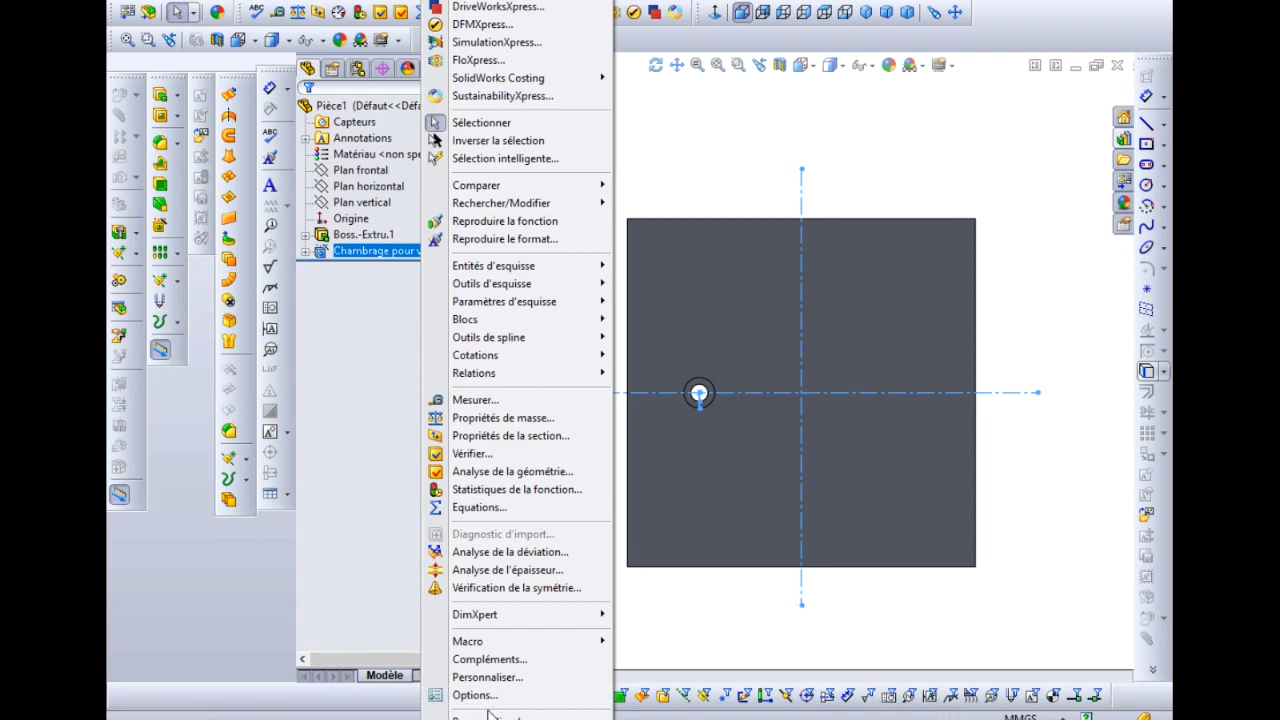 DriveWorksXpress...
DFMXpress...
SimulationXpress...
FloXpress...
SolidWorks Costing
SustainabilityXpress...
Sélectionner
Inverser la sélection
Sélection intelligente...
Comparer
Rechercher/Modifier
Reproduire la fonction
Reproduire le format...
Entités d'esquisse
Outils d'esquisse
Paramètres d'esquisse
Blocs
Outils de spline
Cotations
Relations
Mesurer...
Propriétés de masse...
Propriétés de la section...
Vérifier...
Analyse de la géométrie...
Statistiques de la fonction...
Equations...
Diagnostic d'import...
Analyse de la déviation...
Analyse de l'épaisseur...
Vérification de la symétrie...
DimXpert
Macro
Compléments...
Personnaliser...
Options...
Pièce1 (Défaut<<Défa
Capteurs
Annotations
Matériau <non spe
Plan frontal
Plan horizontal
Plan vertical
Origine
Boss.-Extru.1
Chambrage pour v
Modèle
MMGS